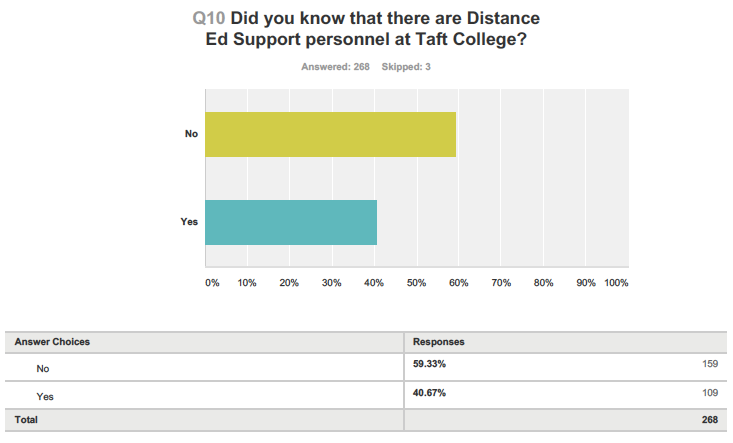 Q10 Did you know that there are Distance
Ed Support personnel at Taft College?
Answered: 268 Skipped: 3
No
Yes
0% 10% 20% 30% 40% 50% 60% 70% 80% 90% 100%
Answer Choices Responses
No 59.33% 159
Yes 40.67% 109
Total 268